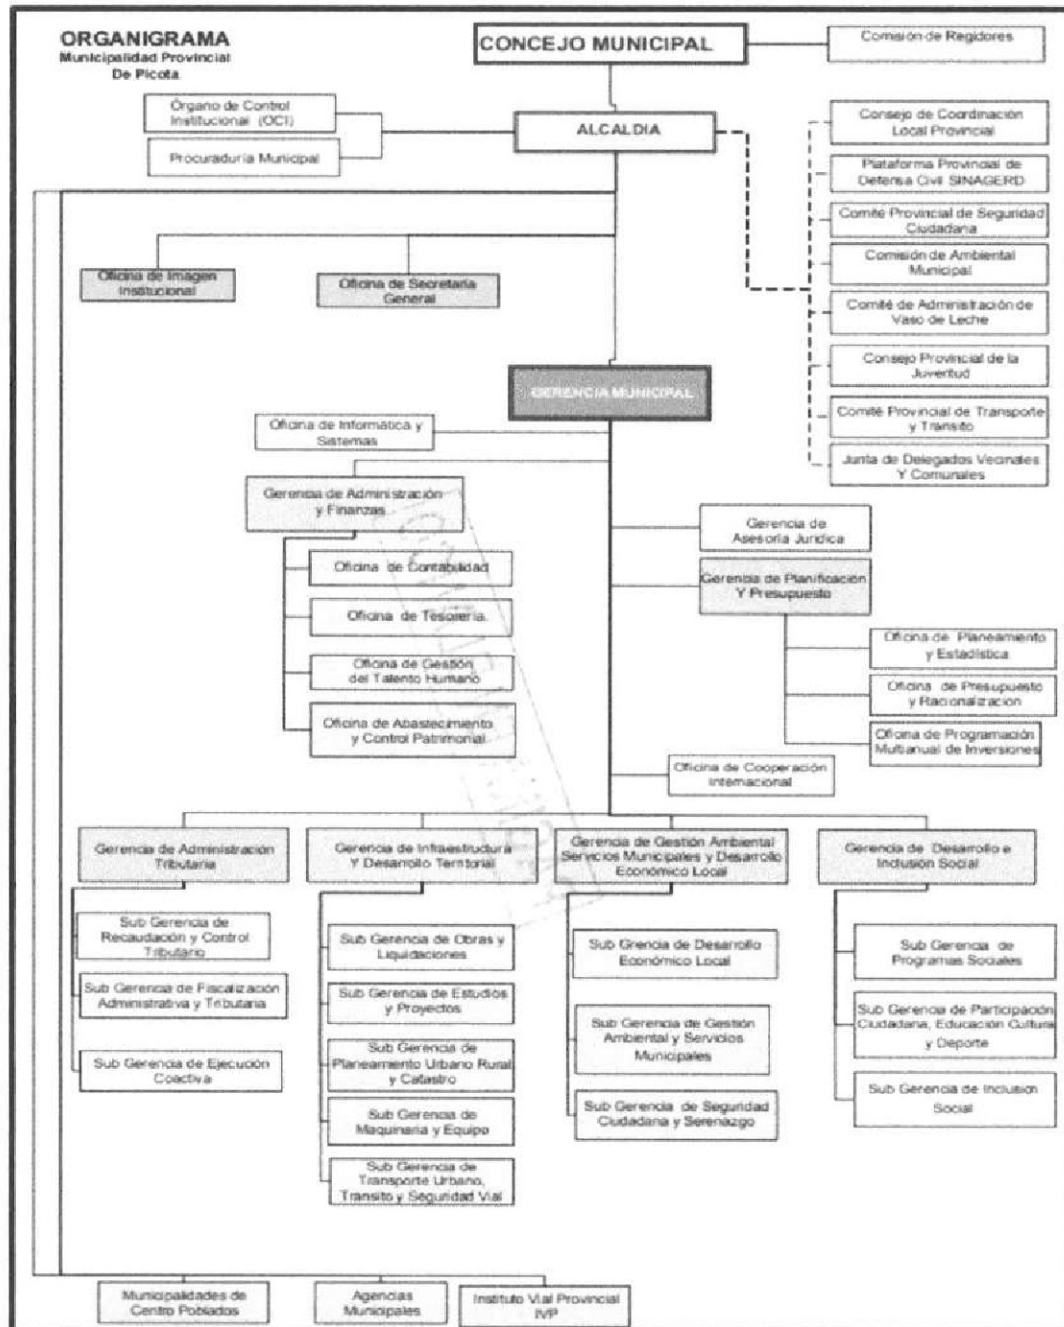 ORGANIGRAMA
Municipalidad Provincial
De Picota
CONCEJO MUNICIPAL
Comisión de Regidores
Órgano de Control
Institucional (OCI)
Procuraduría Municipal
ALCALDIA
Consejo de Coordinación
Local Provincial
Plataforma Provincial de
Defensa Civil SINAGERD
Comité Provincial de Seguridad
Ciudadana
Comisión de Ambiental
Municipal
Comité de Administración de
Vaso de Leche
Consejo Provincial de la
Juventud
Comité Provincial de Transporte
y Transito
Junta de Delegados Vecinales
Y Comunales
Oficina de Imagen
Institucional
Oficina de Secretaría
General
GERENCIA MUNICIPAL
Oficina de Informática y
Sistemas
Gerencia de Administración
y Finanzas
Oficina de Contabilidad
Oficina de Tesorería.
Oficina de Gestión
del Talento Humano
Oficina de Abastecimiento
y Control Patrimonial
Gerencia de
Asesoría Jurídica
Gerencia de Planificación
Y Presupuesto
Oficina de Planeamiento
y Estadística
Oficina de Presupuesto
y Racionalización
Oficina de Programación
Multianual de Inversiones
Oficina de Cooperación
Internacional
Gerencia de Administración
Tributaria
Sub Gerencia de
Recaudación y Control
Tributario
Sub Gerencia de Fiscalización
Administrativa y Tributaria
Sub Gerencia de Ejecución
Coactiva
Gerencia de Infraestructura
Y Desarrollo Territorial
Sub Gerencia de Obras y
Liquidaciones
Sub Gerencia de Estudios
y Proyectos
Sub Gerencia de
Planeamiento Urbano Rural
y Catastro
Sub Gerencia de
Maquinaria y Equipo
Sub Gerencia de
Transporte Urbano,
Transito y Seguridad Vial
Gerencia de Gestión Ambiental
Servicios Municipales y Desarrollo
Económico Local
Sub Grencia de Desarrollo
Económico Local
Sub Gerencia de Gestión
Ambiental y Servicios
Municipales
Sub Gerencia de Seguridad
Ciudadana y Serenazgo
Gerencia de Desarrollo e
Inclusión Social
Sub Gerencia de
Programas Sociales
Sub Gerencia de Participación
Ciudadana, Educación Cultura
y Deporte
Sub Gerencia de Inclusion
Social
Municipalidades de
Centro Poblados
Agencias
Municipales
Instituto Vial Provincial
IVP